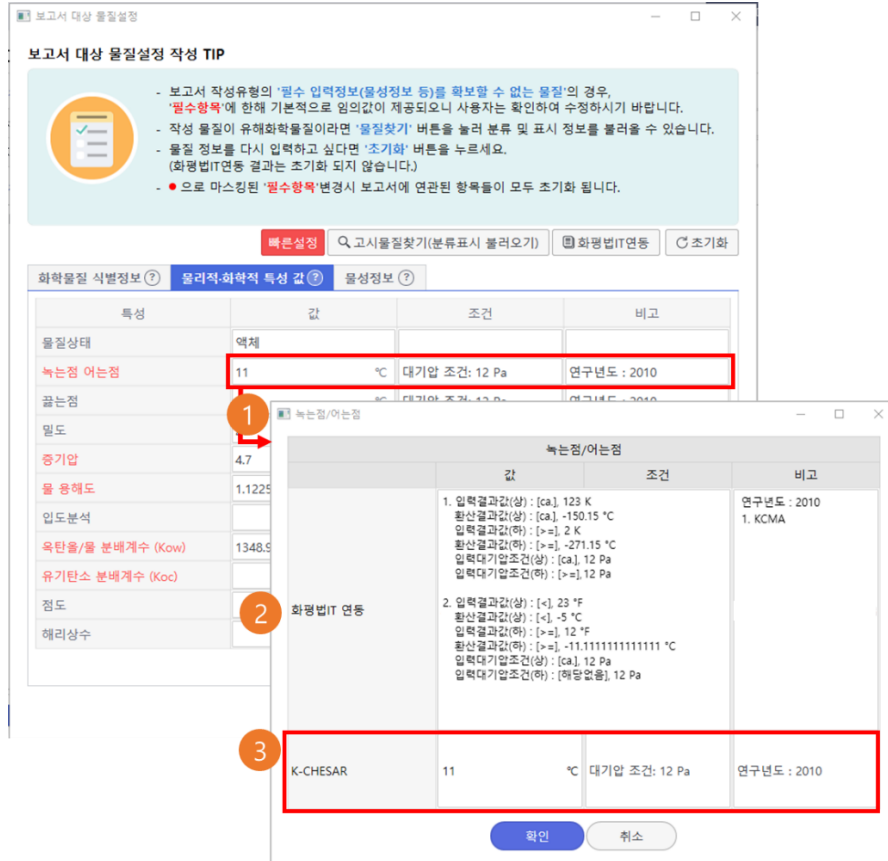 보고서 대상 물질설정
보고서 대상 물질설정 작성 TIP
- 보고서 작성유형의 '필수 입력정보(물성정보 등)를 확보할 수 없는 물질'의 경우,
'필수항목'에 한해 기본적으로 임의값이 제공되오니 사용자는 확인하여 수정하시기 바랍니다.
- 작성 물질이 유해화학물질이라면 '물질찾기' 버튼을 눌러 분류 및 표시 정보를 불러올 수 있습니다.
- 물질 정보를 다시 입력하고 싶다면 '초기화' 버튼을 누르세요.
(화평법IT연동 결과는 초기화 되지 않습니다.)
- ● 으로 마스킹된 '필수항목'변경시 보고서에 연관된 항목들이 모두 초기화 됩니다.
빠른설정 고시물질찾기(분류표시 불러오기) 화평법IT연동 초기화
화학물질 식별정보 ? 물리적·화학적 특성 값 ? 물성정보 ?
특성 값 조건 비고
물질상태 액체
녹는점 어는점 11 ℃ 대기압 조건: 12 Pa 연구년도 : 2010
끓는점
밀도
증기압 4.7
물 용해도 1.1225
입도분석
옥탄올/물 분배계수 (Kow) 1348.9
유기탄소 분배계수 (Koc)
점도
해리상수
1
녹는점/어는점
녹는점/어는점
값 조건 비고
2
화평법IT 연동
1. 입력결과값(상) : [ca.], 123 K
환산결과값(상) : [ca.], -150.15 °C
입력결과값(하) : [>=], 2 K
환산결과값(하) : [>=], -271.15 °C
입력대기압조건(상) : [ca.], 12 Pa
입력대기압조건(하) : [>=],12 Pa
2. 입력결과값(상) : [<], 23 °F
환산결과값(상) : [<], -5 °C
입력결과값(하) : [>=], 12 °F
환산결과값(하) : [>=], -11.1111111111111 °C
입력대기압조건(상) : [ca.], 12 Pa
입력대기압조건(하) : [해당없음], 12 Pa
연구년도 : 2010
1. KCMA
3
K-CHESAR 11 ℃ 대기압 조건: 12 Pa 연구년도 : 2010
확인 취소